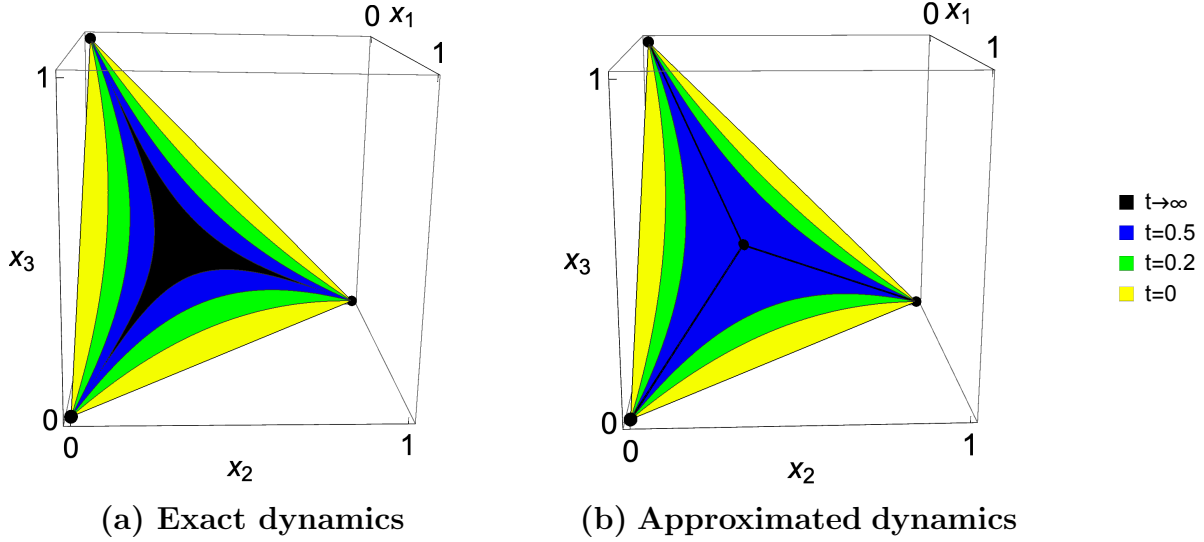 0 x1
1
1
x3
0
0
1
x2
(a) Exact dynamics
0 x1
1
1
x3
0
0
1
x2
(b) Approximated dynamics
t→∞
t=0.5
t=0.2
t=0